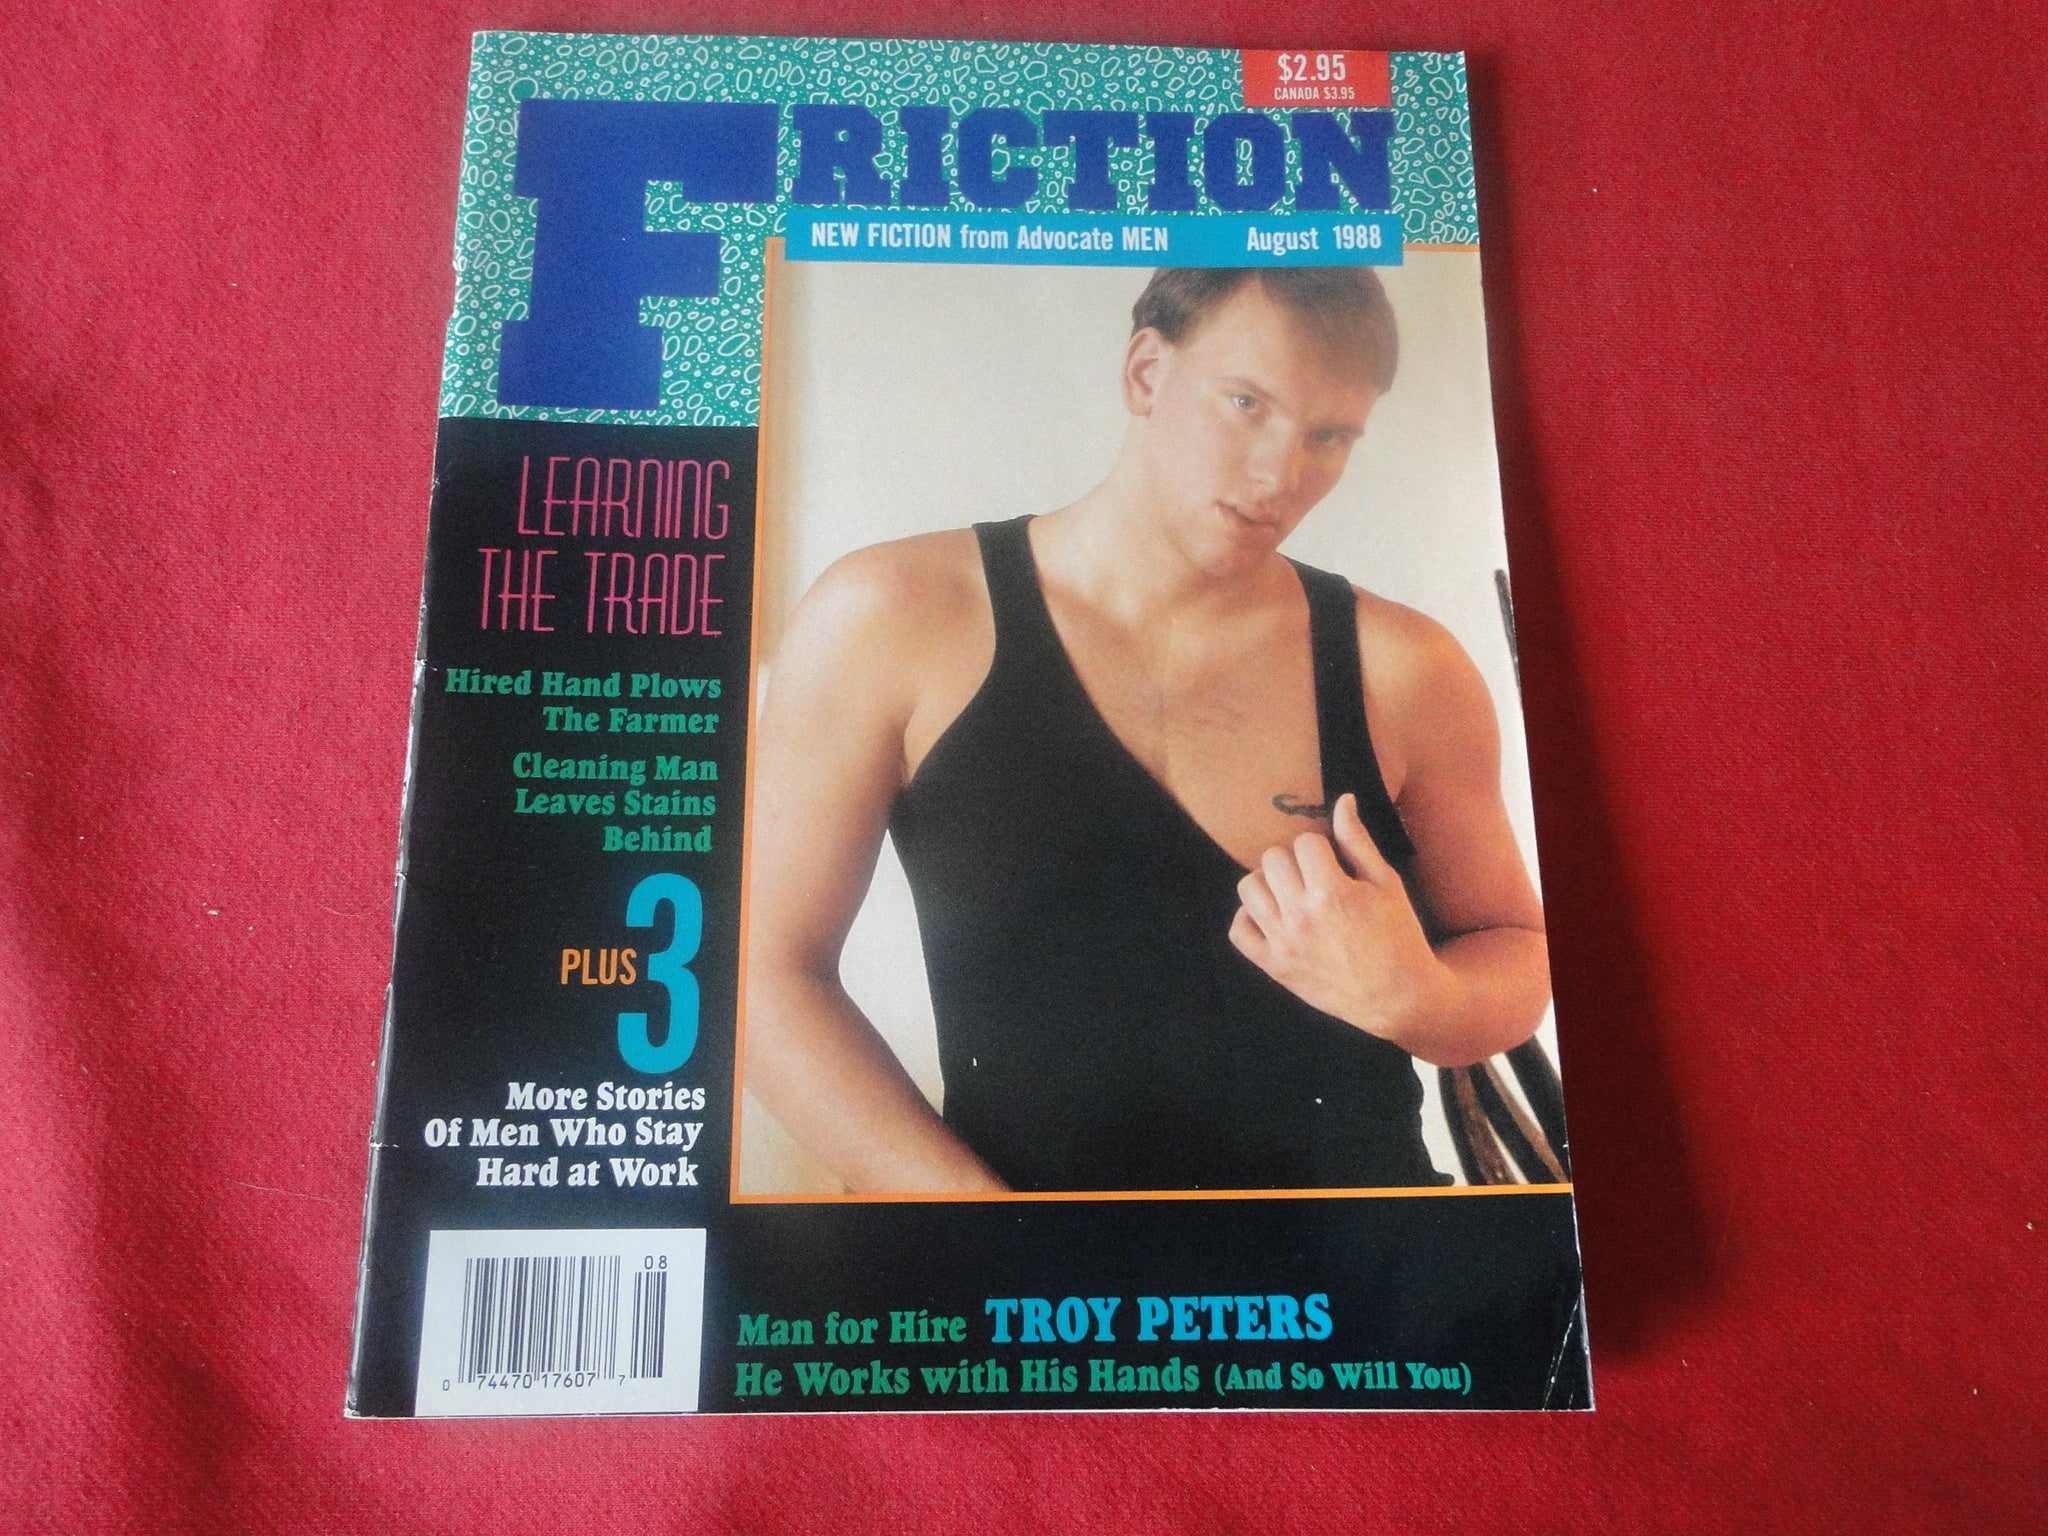 $2.95
CANADA $3.95
FRICTION
NEW FICTION from Advocate MEN August 1988
LEARNING
THE TRADE
Hired Hand Plows
The Farmer
Cleaning Man
Leaves Stains
Behind
PLUS 3
More Stories
Of Men Who Stay
Hard at Work
08
0 74470 17607 7
Man for Hire TROY PETERS
He Works with His Hands (And So Will You)